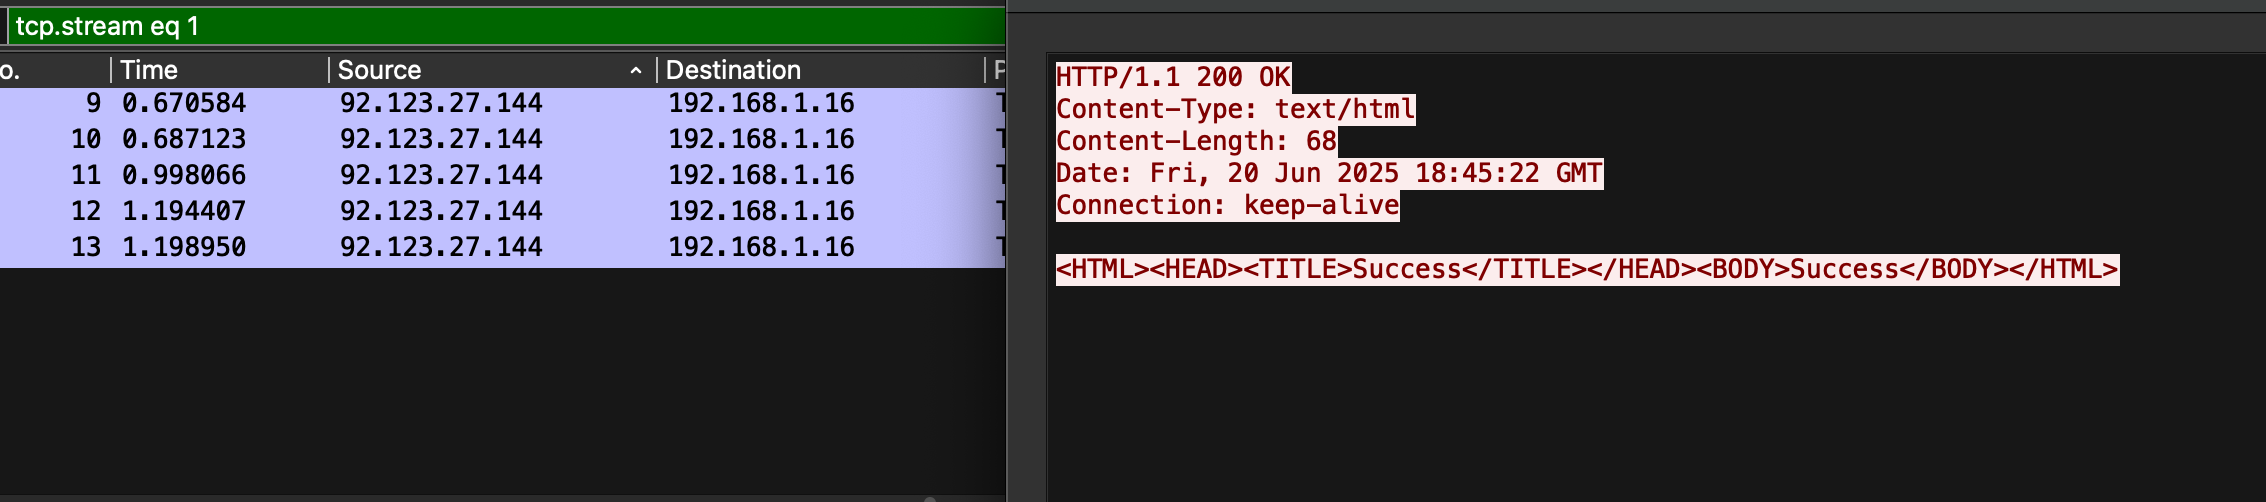 tcp.stream eq 1
o. Time Source Destination P
9 0.670584 92.123.27.144 192.168.1.16 T
10 0.687123 92.123.27.144 192.168.1.16 T
11 0.998066 92.123.27.144 192.168.1.16 T
12 1.194407 92.123.27.144 192.168.1.16 T
13 1.198950 92.123.27.144 192.168.1.16 T
HTTP/1.1 200 OK
Content-Type: text/html
Content-Length: 68
Date: Fri, 20 Jun 2025 18:45:22 GMT
Connection: keep-alive
<HTML><HEAD><TITLE>Success</TITLE></HEAD><BODY>Success</BODY></HTML>